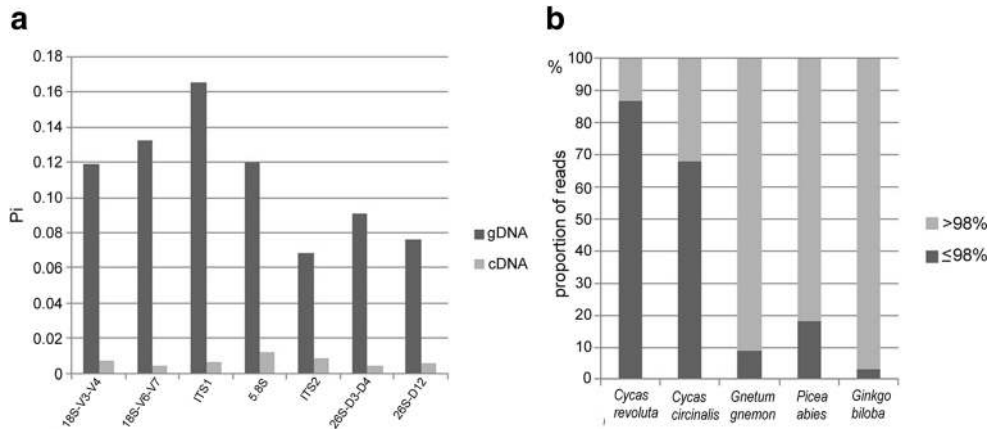 a
0.18
0.16
0.14
0.12
0.10
0.08
0.06
0.04
0.02
0
Pi
18S-V3-V4
18S-V6-V7
ITS1
5.8S
ITS2
26S-D3-D4
26S-D12
gDNA
cDNA
b
%
100
90
80
70
60
50
40
30
20
10
0
proportion of reads
Cycas revoluta
Cycas circinalis
Gnetum gnemon
Picea abies
Ginkgo biloba
>98%
≤98%